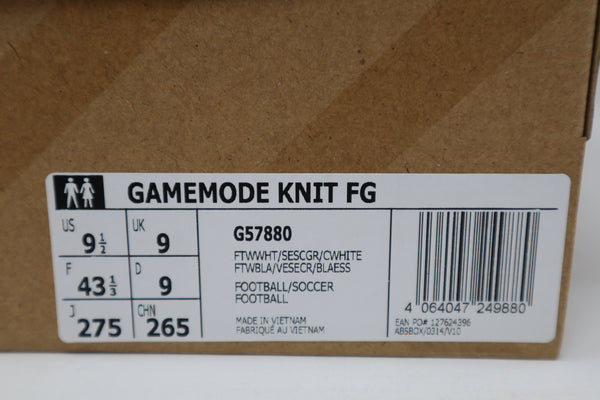 GAMEMODE KNIT FG
US 9 1/2 UK 9
F 43 1/3 D 9
J 275 CHN 265
G57880
FTWWHT/SESCGR/CWHITE
FTWBLA/VESECR/BLAESS
FOOTBALL/SOCCER
FOOTBALL
MADE IN VIETNAM
FABRIQUÉ AU VIETNAM
4 064047 249880
EAN PO# 127624396
ABSBOX/0314/V10